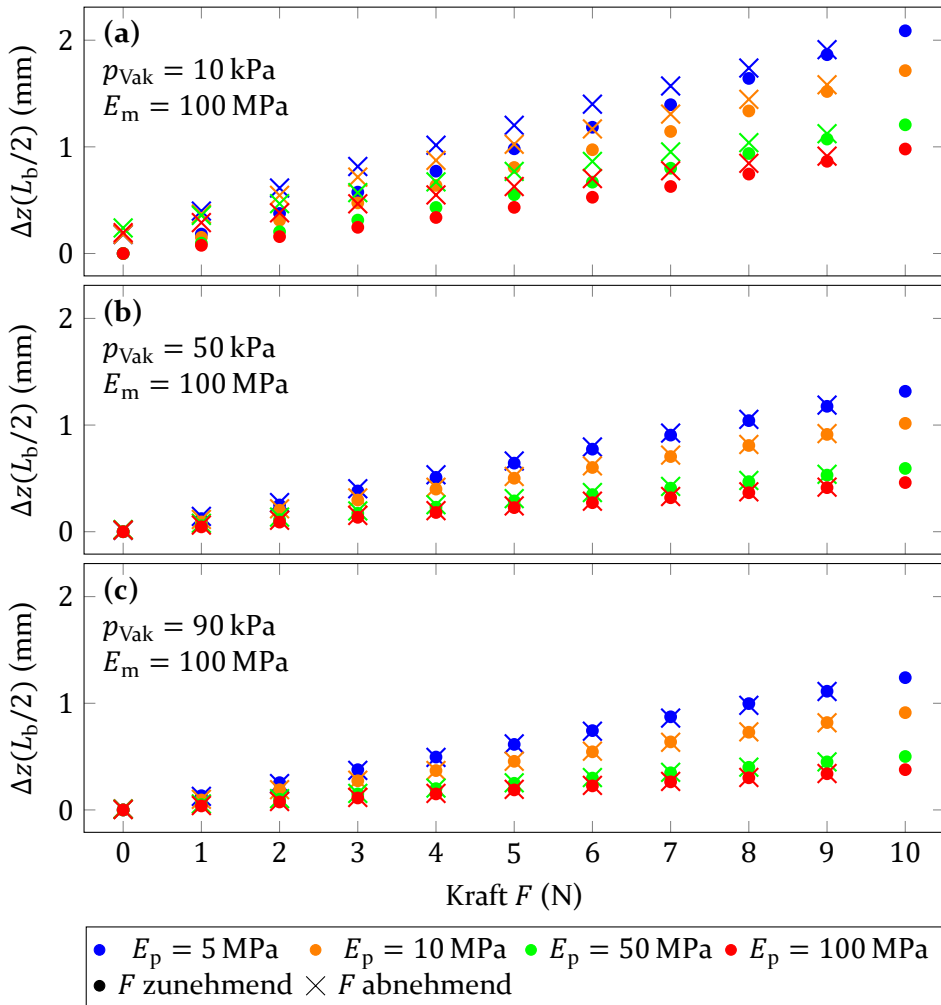 (a)
p_Vak = 10 kPa
E_m = 100 MPa
Δz(L_b/2) (mm)
2
1
0
(b)
p_Vak = 50 kPa
E_m = 100 MPa
Δz(L_b/2) (mm)
2
1
0
(c)
p_Vak = 90 kPa
E_m = 100 MPa
Δz(L_b/2) (mm)
2
1
0
0 1 2 3 4 5 6 7 8 9 10
Kraft F (N)
E_p = 5 MPa E_p = 10 MPa E_p = 50 MPa E_p = 100 MPa
F zunehmend F abnehmend